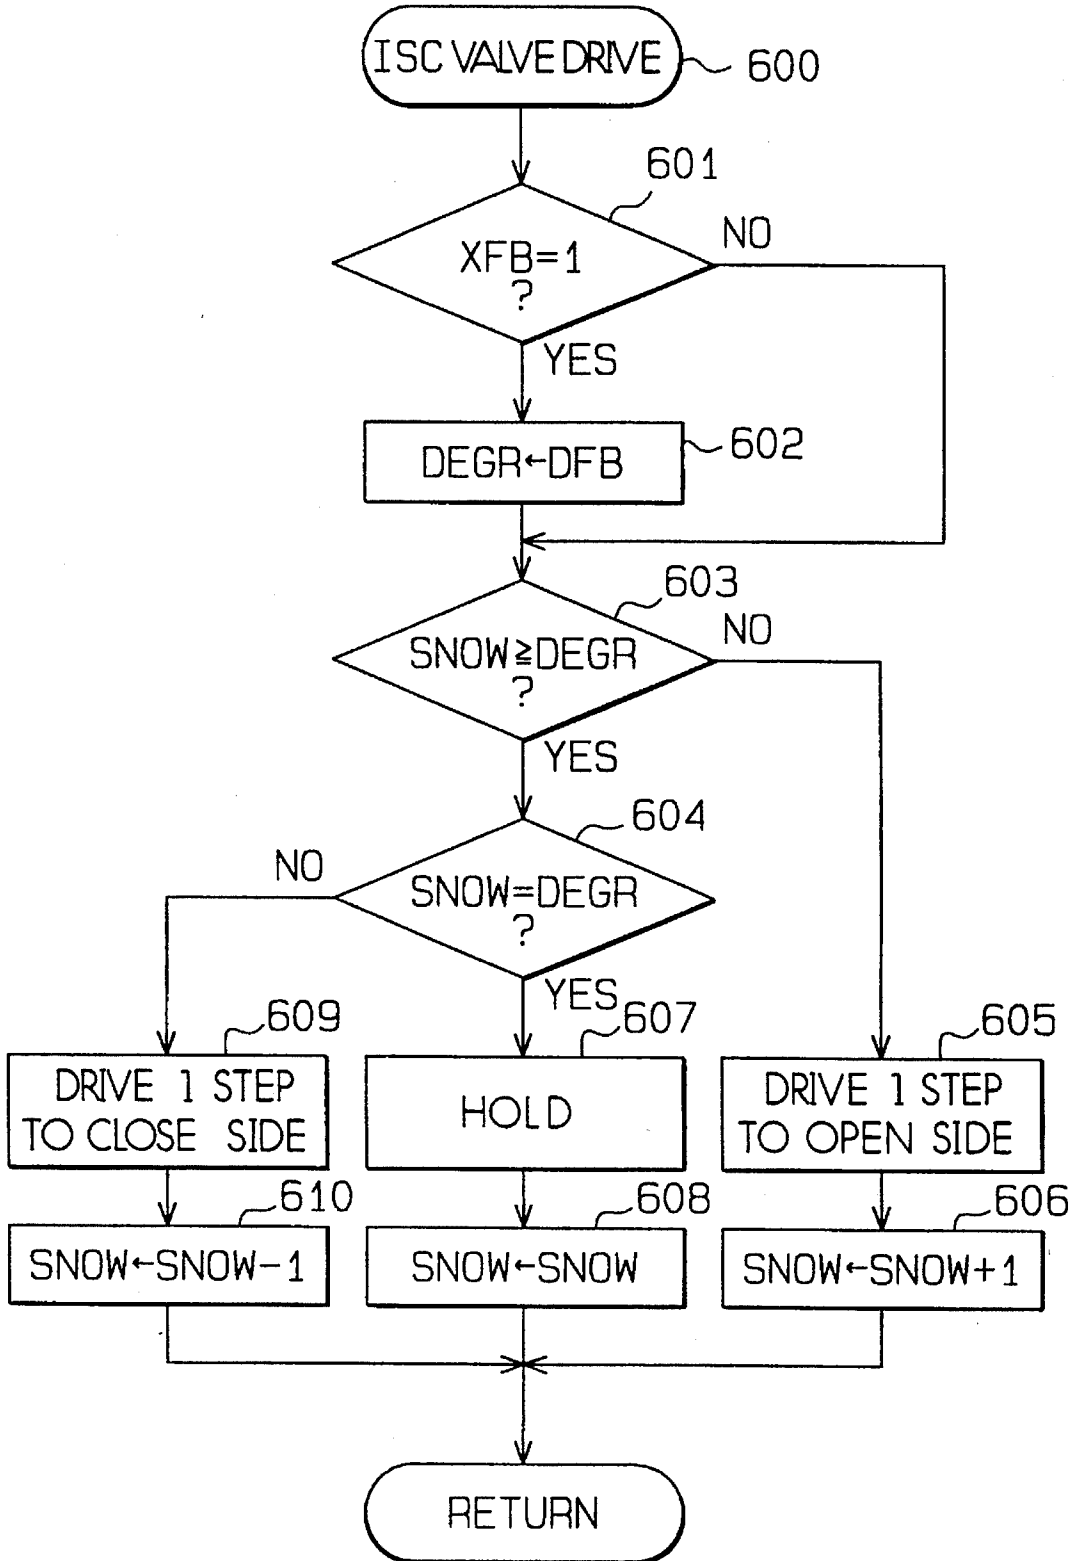 ISC VALVE DRIVE
600
601
XFB=1
?
NO
YES
DEGR←DFB
602
603
SNOW≧DEGR
?
NO
YES
604
SNOW=DEGR
?
NO
YES
609
DRIVE 1 STEP
TO CLOSE SIDE
607
HOLD
605
DRIVE 1 STEP
TO OPEN SIDE
610
SNOW←SNOW-1
608
SNOW←SNOW
606
SNOW←SNOW+1
RETURN